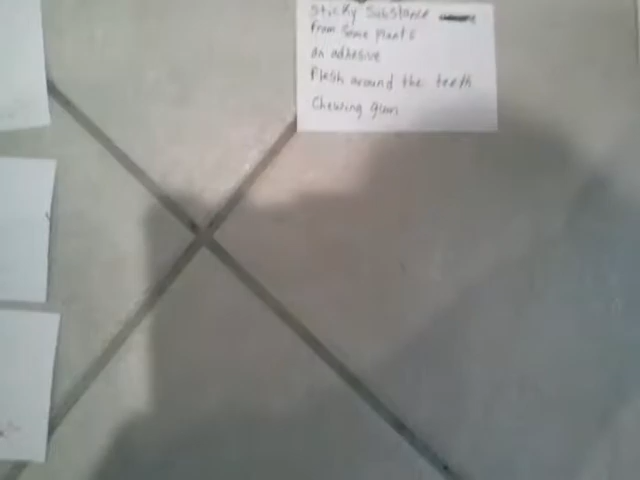 Sticky Substance
from some plants
an adhesive
Flesh around the teeth
Chewing gum